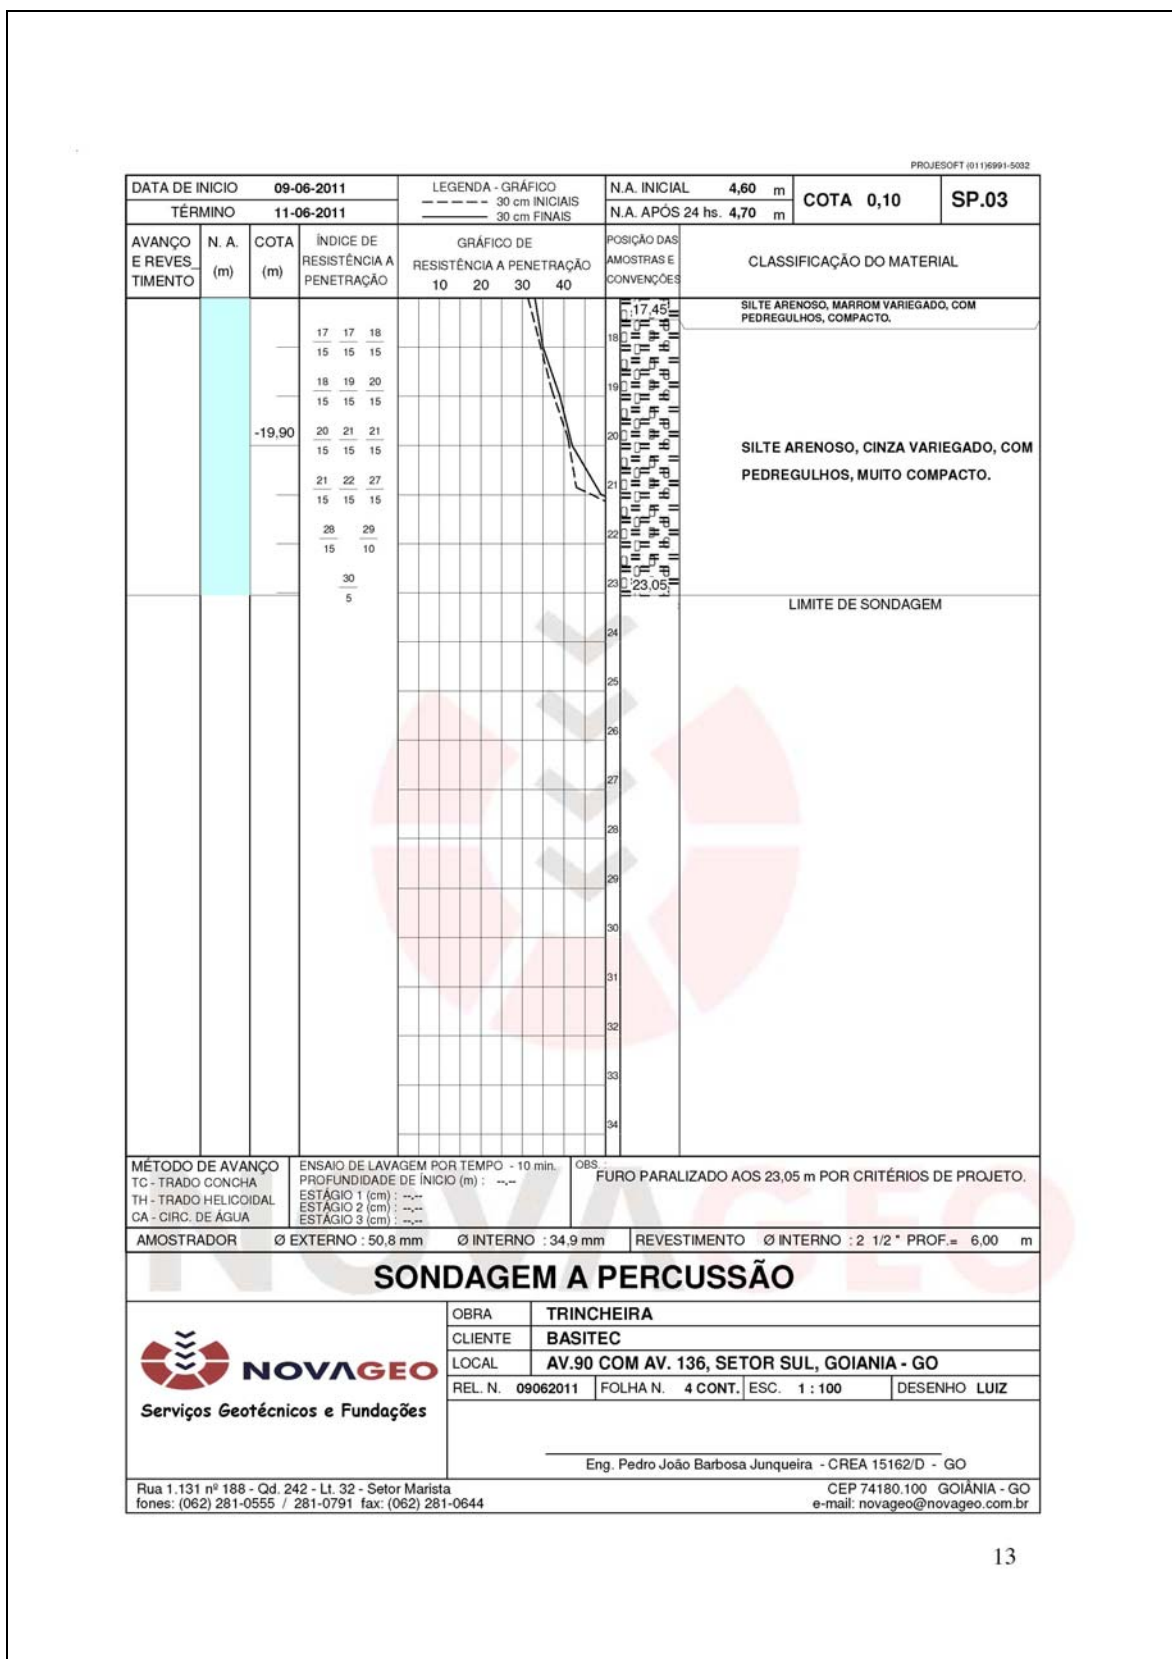 PROJESOFT (011)6991-5032
DATA DE INICIO 09-06-2011 LEGENDA - GRÁFICO N.A. INICIAL 4,60 m COTA 0,10 SP.03
30 cm INICIAIS
TÉRMINO 11-06-2011 30 cm FINAIS N.A. APÓS 24 hs. 4,70 m
AVANÇO E REVES_ TIMENTO
N. A. (m)
COTA (m)
ÍNDICE DE RESISTÊNCIA A PENETRAÇÃO
GRÁFICO DE RESISTÊNCIA A PENETRAÇÃO
10 20 30 40
POSIÇÃO DAS AMOSTRAS E CONVENÇÕES
CLASSIFICAÇÃO DO MATERIAL
17,45
SILTE ARENOSO, MARROM VARIEGADO, COM
PEDREGULHOS, COMPACTO.
17 17 18
15 15 15
18
18 19 20
15 15 15
19
-19,90
20 21 21
15 15 15
20
SILTE ARENOSO, CINZA VARIEGADO, COM
PEDREGULHOS, MUITO COMPACTO.
21 22 27
15 15 15
21
28 29
15 10
22
30
5
23
23,05
LIMITE DE SONDAGEM
24
25
26
27
28
29
30
31
32
33
34
MÉTODO DE AVANÇO
TC - TRADO CONCHA
TH - TRADO HELICOIDAL
CA - CIRC. DE ÁGUA
ENSAIO DE LAVAGEM POR TEMPO - 10 min.
PROFUNDIDADE DE ÍNICIO (m) : --,--
ESTÁGIO 1 (cm) : --,--
ESTÁGIO 2 (cm) : --,--
ESTÁGIO 3 (cm) : --,--
OBS. :
FURO PARALIZADO AOS 23,05 m POR CRITÉRIOS DE PROJETO.
AMOSTRADOR Ø EXTERNO : 50,8 mm Ø INTERNO : 34,9 mm REVESTIMENTO Ø INTERNO : 2 1/2 " PROF.= 6,00 m
NOVAGEO
SONDAGEM A PERCUSSÃO
NOVAGEO
Serviços Geotécnicos e Fundações
OBRA TRINCHEIRA
CLIENTE BASITEC
LOCAL AV.90 COM AV. 136, SETOR SUL, GOIANIA - GO
REL. N. 09062011 FOLHA N. 4 CONT. ESC. 1 : 100 DESENHO LUIZ
Eng. Pedro João Barbosa Junqueira - CREA 15162/D - GO
Rua 1.131 nº 188 - Qd. 242 - Lt. 32 - Setor Marista CEP 74180.100 GOIÂNIA - GO
fones: (062) 281-0555 / 281-0791 fax: (062) 281-0644 e-mail: novageo@novageo.com.br
13